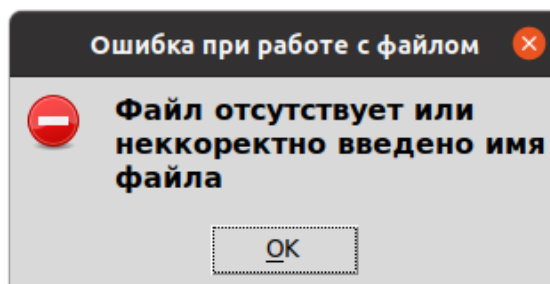 Ошибка при работе с файлом
Файл отсутствует или
неккоректно введено имя
файла
OK